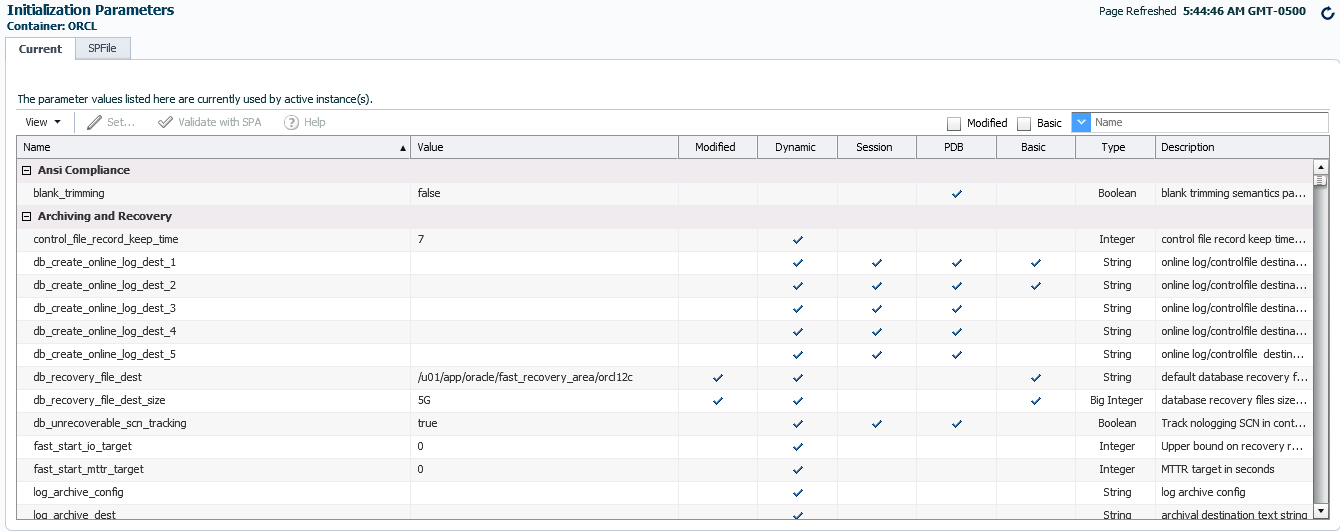 Initialization Parameters
Container: ORCL
Page Refreshed 5:44:46 AM GMT-0500
Current SPFile
The parameter values listed here are currently used by active instance(s).
View Set... Validate with SPA Help Modified Basic Name
Name Value Modified Dynamic Session PDB Basic Type Description
Ansi Compliance
blank_trimming false Boolean blank trimming semantics pa...
Archiving and Recovery
control_file_record_keep_time 7 Integer control file record keep time...
db_create_online_log_dest_1 String online log/controlfile destina...
db_create_online_log_dest_2 String online log/controlfile destina...
db_create_online_log_dest_3 String online log/controlfile destina...
db_create_online_log_dest_4 String online log/controlfile destina...
db_create_online_log_dest_5 String online log/controlfile destin...
db_recovery_file_dest /u01/app/oracle/fast_recovery_area/orcl12c String default database recovery f...
db_recovery_file_dest_size 5G Big Integer database recovery files size...
db_unrecoverable_scn_tracking true Boolean Track nologging SCN in cont...
fast_start_io_target 0 Integer Upper bound on recovery r...
fast_start_mttr_target 0 Integer MTTR target in seconds
log_archive_config String log archive config
log_archive_dest String archival destination text string